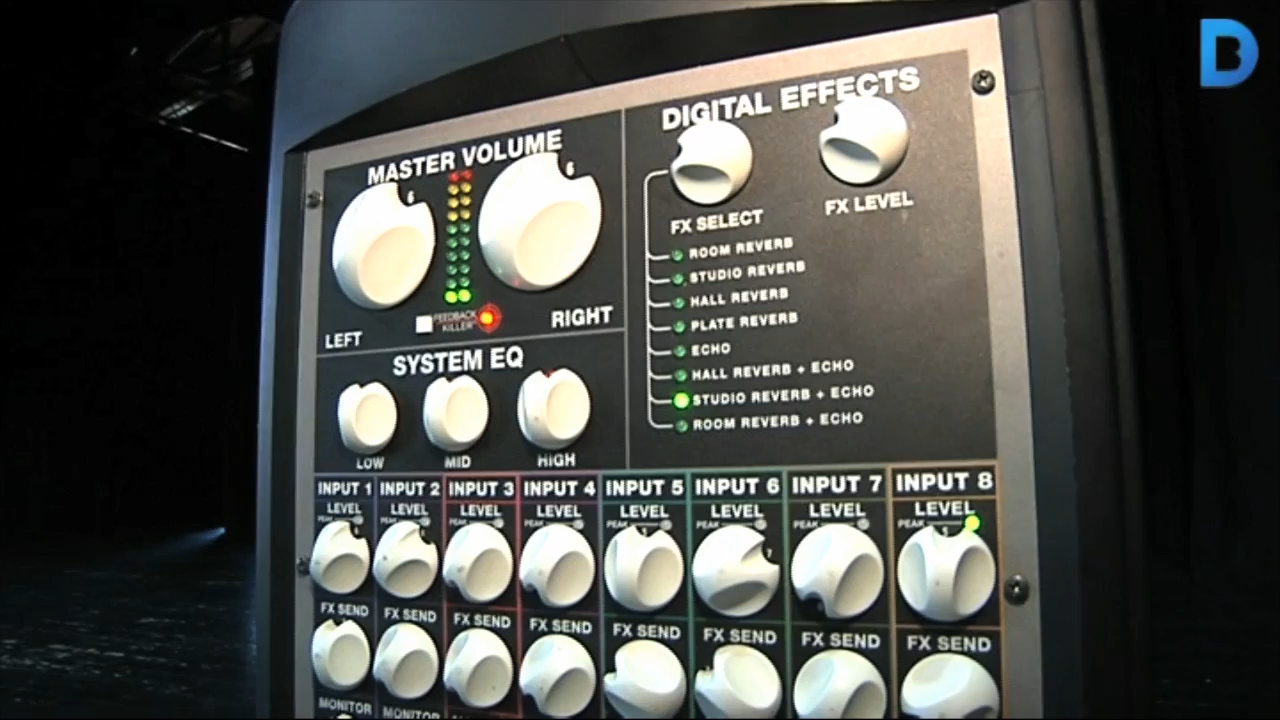 MASTER VOLUME
6
6
FEEDBACK
KILLER
LEFT
RIGHT
SYSTEM EQ
LOW
MID
HIGH
DIGITAL EFFECTS
FX SELECT
FX LEVEL
ROOM REVERB
STUDIO REVERB
HALL REVERB
PLATE REVERB
ECHO
HALL REVERB + ECHO
STUDIO REVERB + ECHO
ROOM REVERB + ECHO
INPUT 1 INPUT 2 INPUT 3 INPUT 4 INPUT 5 INPUT 6 INPUT 7 INPUT 8
LEVEL LEVEL LEVEL LEVEL LEVEL LEVEL LEVEL LEVEL
PEAK PEAK PEAK PEAK PEAK PEAK PEAK PEAK
FX SEND FX SEND FX SEND FX SEND FX SEND FX SEND FX SEND FX SEND
MONITOR MONITOR